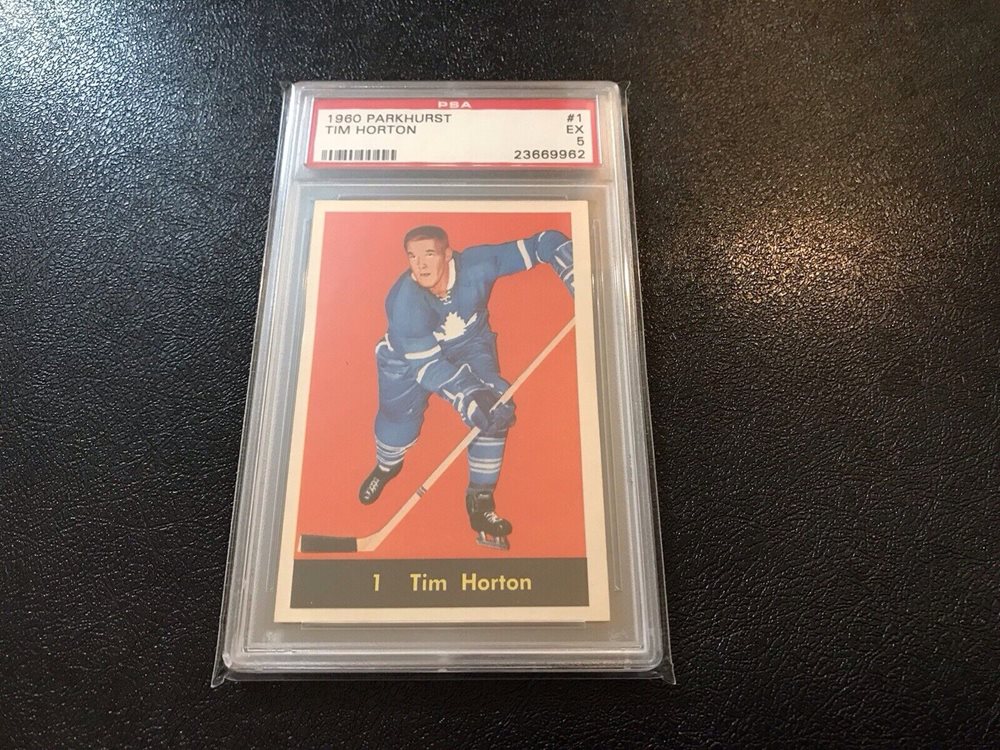 PSA
1960 PARKHURST #1
TIM HORTON EX
5
23669962
1 Tim Horton